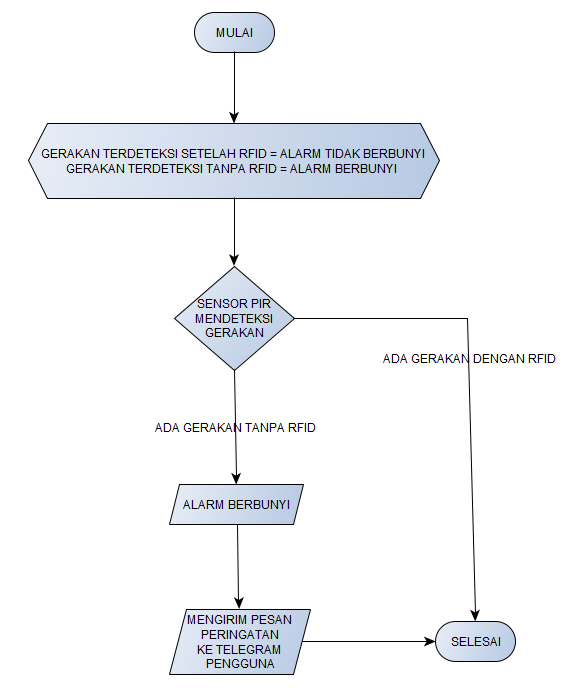 MULAI
GERAKAN TERDETEKSI SETELAH RFID = ALARM TIDAK BERBUNYI
GERAKAN TERDETEKSI TANPA RFID = ALARM BERBUNYI
SENSOR PIR
MENDETEKSI
GERAKAN
ADA GERAKAN DENGAN RFID
ADA GERAKAN TANPA RFID
ALARM BERBUNYI
MENGIRIM PESAN
PERINGATAN
KE TELEGRAM
PENGGUNA
SELESAI